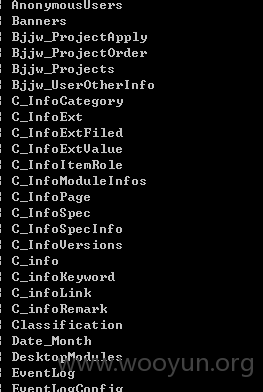 AnonymousUsers
Banners
Bjjw_ProjectApply
Bjjw_ProjectOrder
Bjjw_Projects
Bjjw_UserOtherInfo
C_InfoCategory
C_InfoExt
C_InfoExtFiled
C_InfoExtValue
C_InfoItemRole
C_InfoModuleInfos
C_InfoPage
C_InfoSpec
C_InfoSpecInfo
C_InfoVersions
C_info
C_infoKeyword
C_infoLink
C_infoRemark
Classification
Date_Month
DesktopModules
www.wooyun.org
EventLog
EventLogConfig